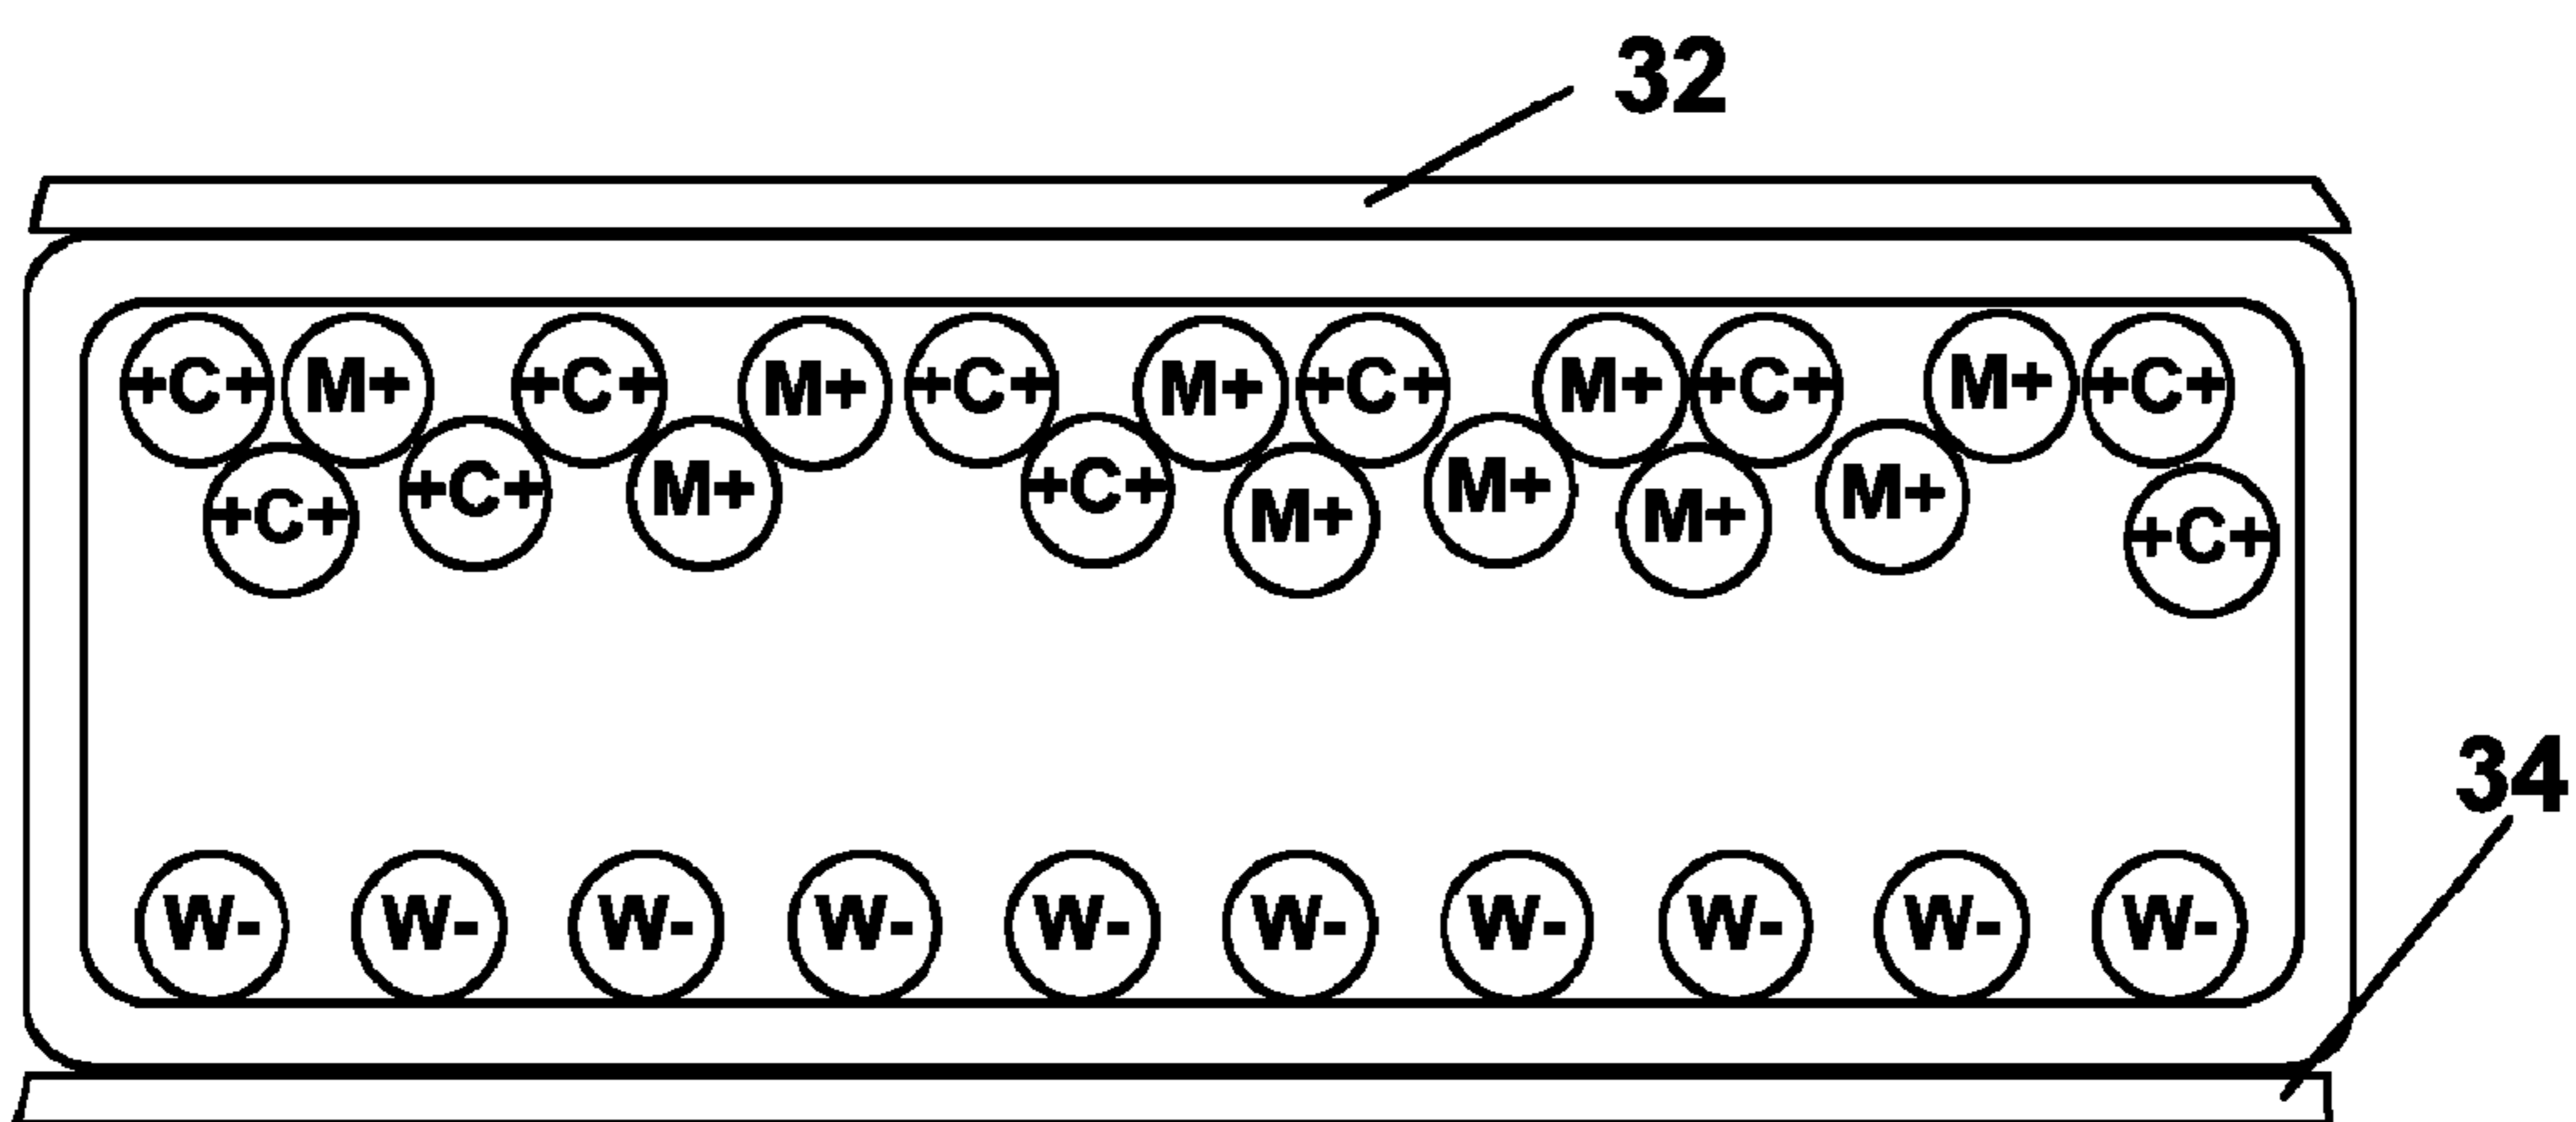 32
+C+ M+ +C+ M+ +C+ M+ +C+ M+ +C+ M+ +C+
+C+ +C+ M+ +C+ M+ M+ M+ M+ +C+
34
W- W- W- W- W- W- W- W- W- W-